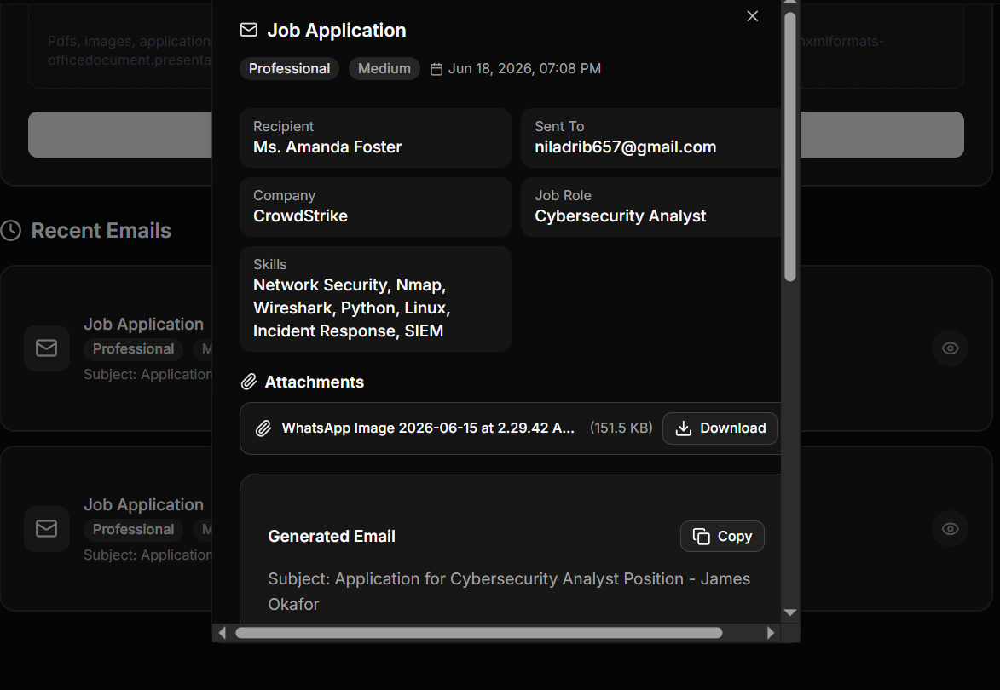 Pdfs, images, application
nxmlformats-
officedocument.presenta
Job Application
Professional Medium Jun 18, 2026, 07:08 PM
Recipient
Ms. Amanda Foster
Sent To
niladrib657@gmail.com
Company
CrowdStrike
Job Role
Cybersecurity Analyst
Skills
Network Security, Nmap,
Wireshark, Python, Linux,
Incident Response, SIEM
Attachments
WhatsApp Image 2026-06-15 at 2.29.42 A... (151.5 KB) Download
Generated Email
Copy
Subject: Application for Cybersecurity Analyst Position - James
Okafor
Recent Emails
Job Application
Professional M
Subject: Application
Job Application
Professional M
Subject: Application